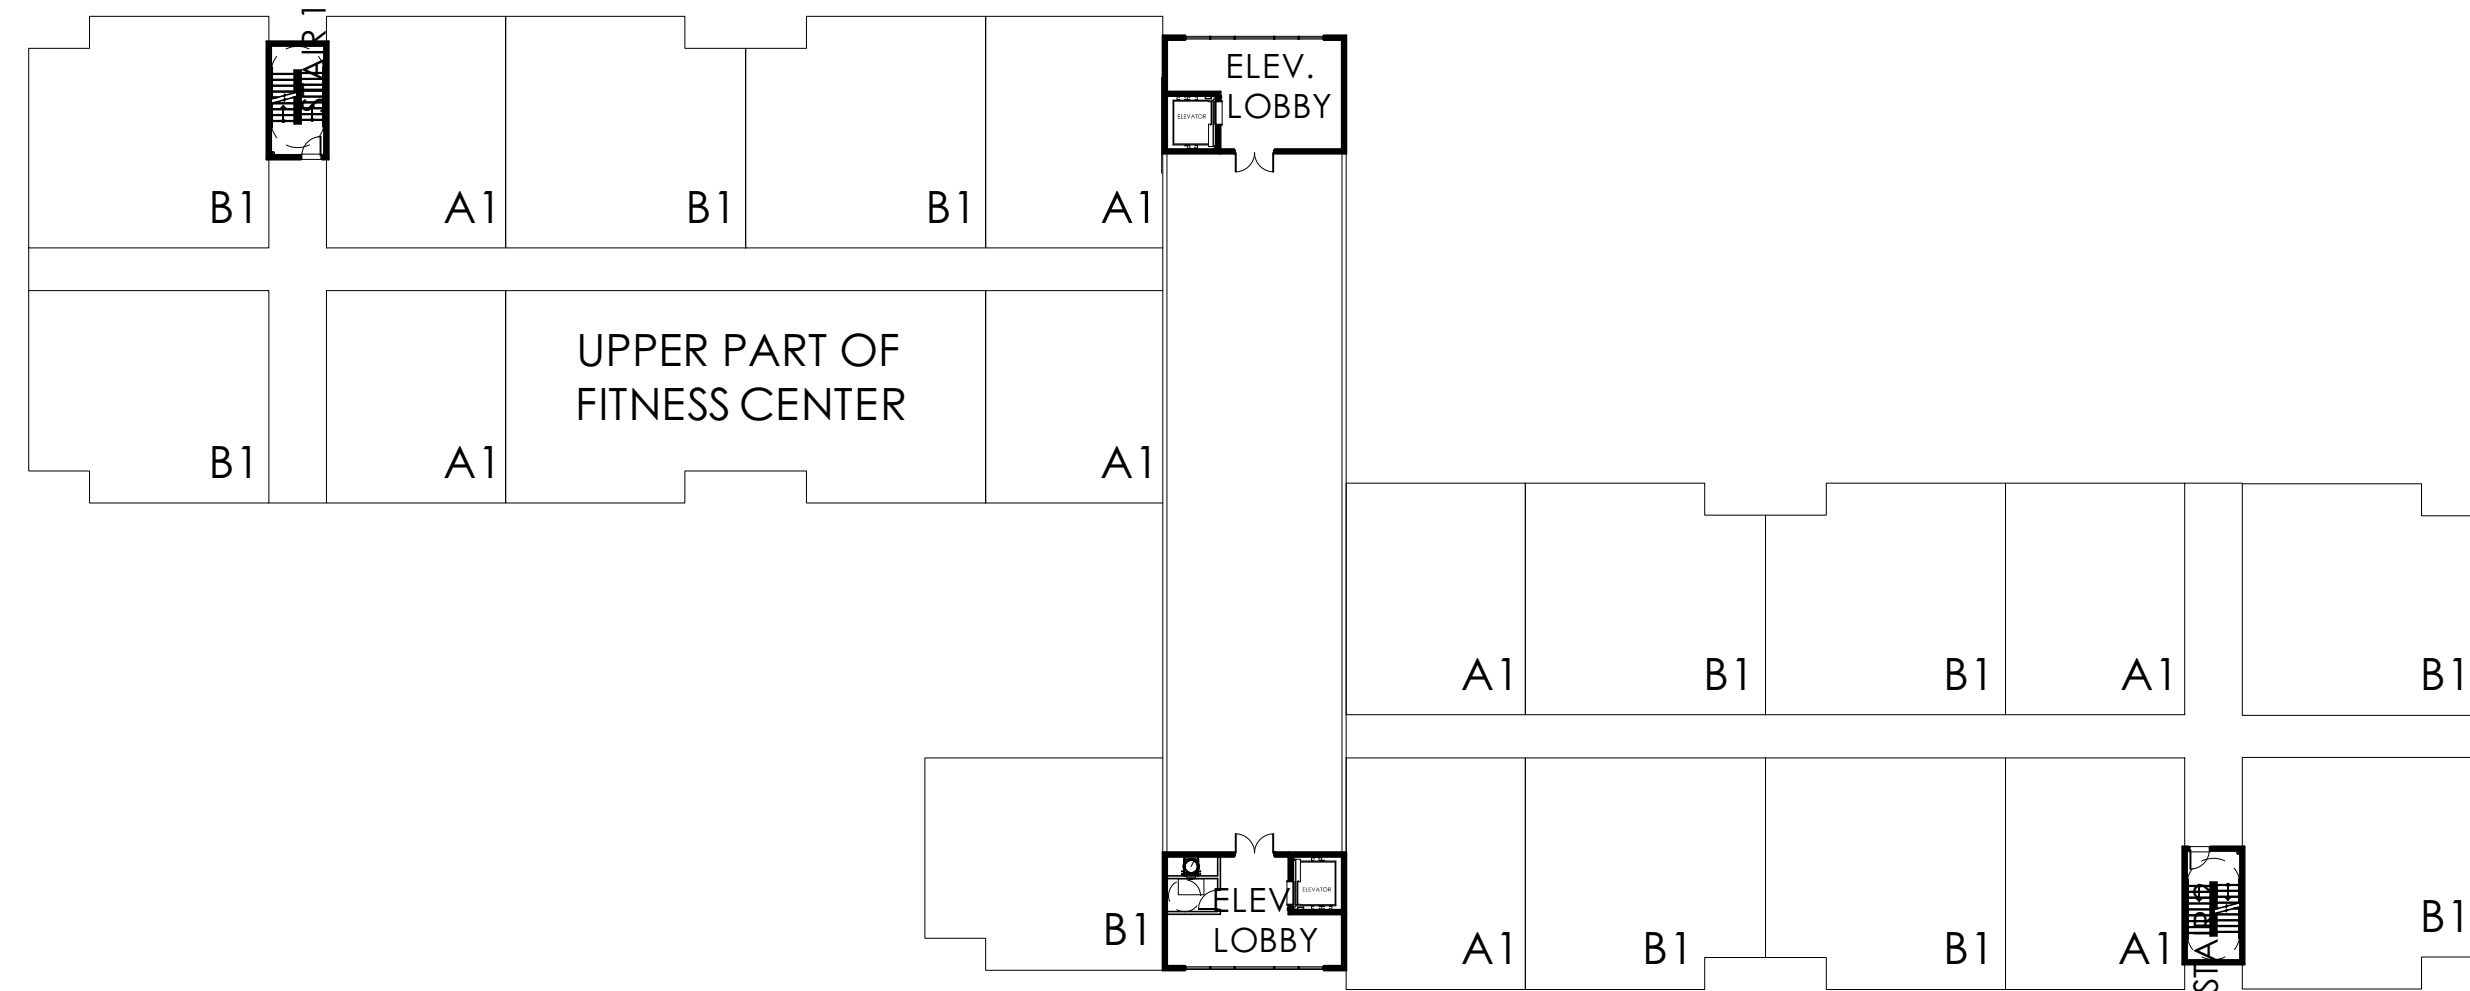 STAIR 1
ELEV.
LOBBY
ELEVATOR
B1
A1
B1
B1
A1
UPPER PART OF
FITNESS CENTER
B1
A1
A1
A1
B1
B1
A1
B1
ELEV.
LOBBY
ELEVATOR
B1
A1
B1
B1
A1
STAIR 2
B1